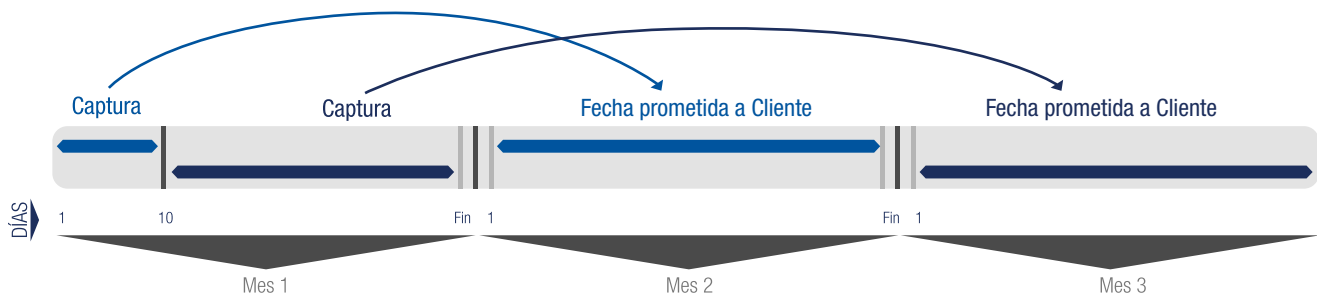 Captura
Captura
Fecha prometida a Cliente
Fecha prometida a Cliente
DÍAS
1
10
Fin
1
Fin
1
Mes 1
Mes 2
Mes 3